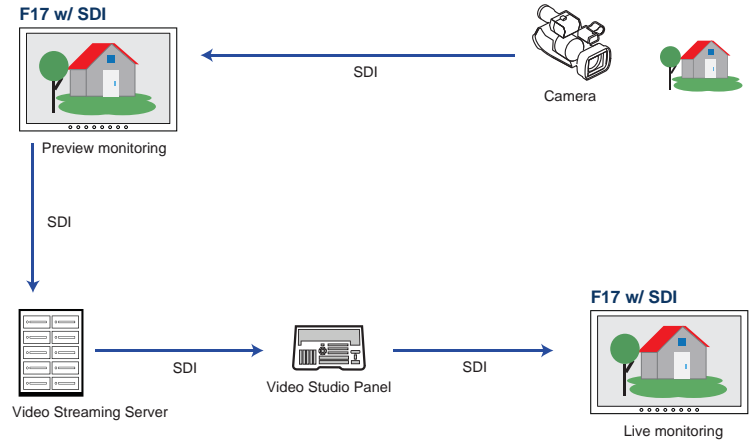 F17 w/ SDI
SDI
Camera
Preview monitoring
SDI
F17 w/ SDI
SDI
SDI
Video Studio Panel
Video Streaming Server
Live monitoring